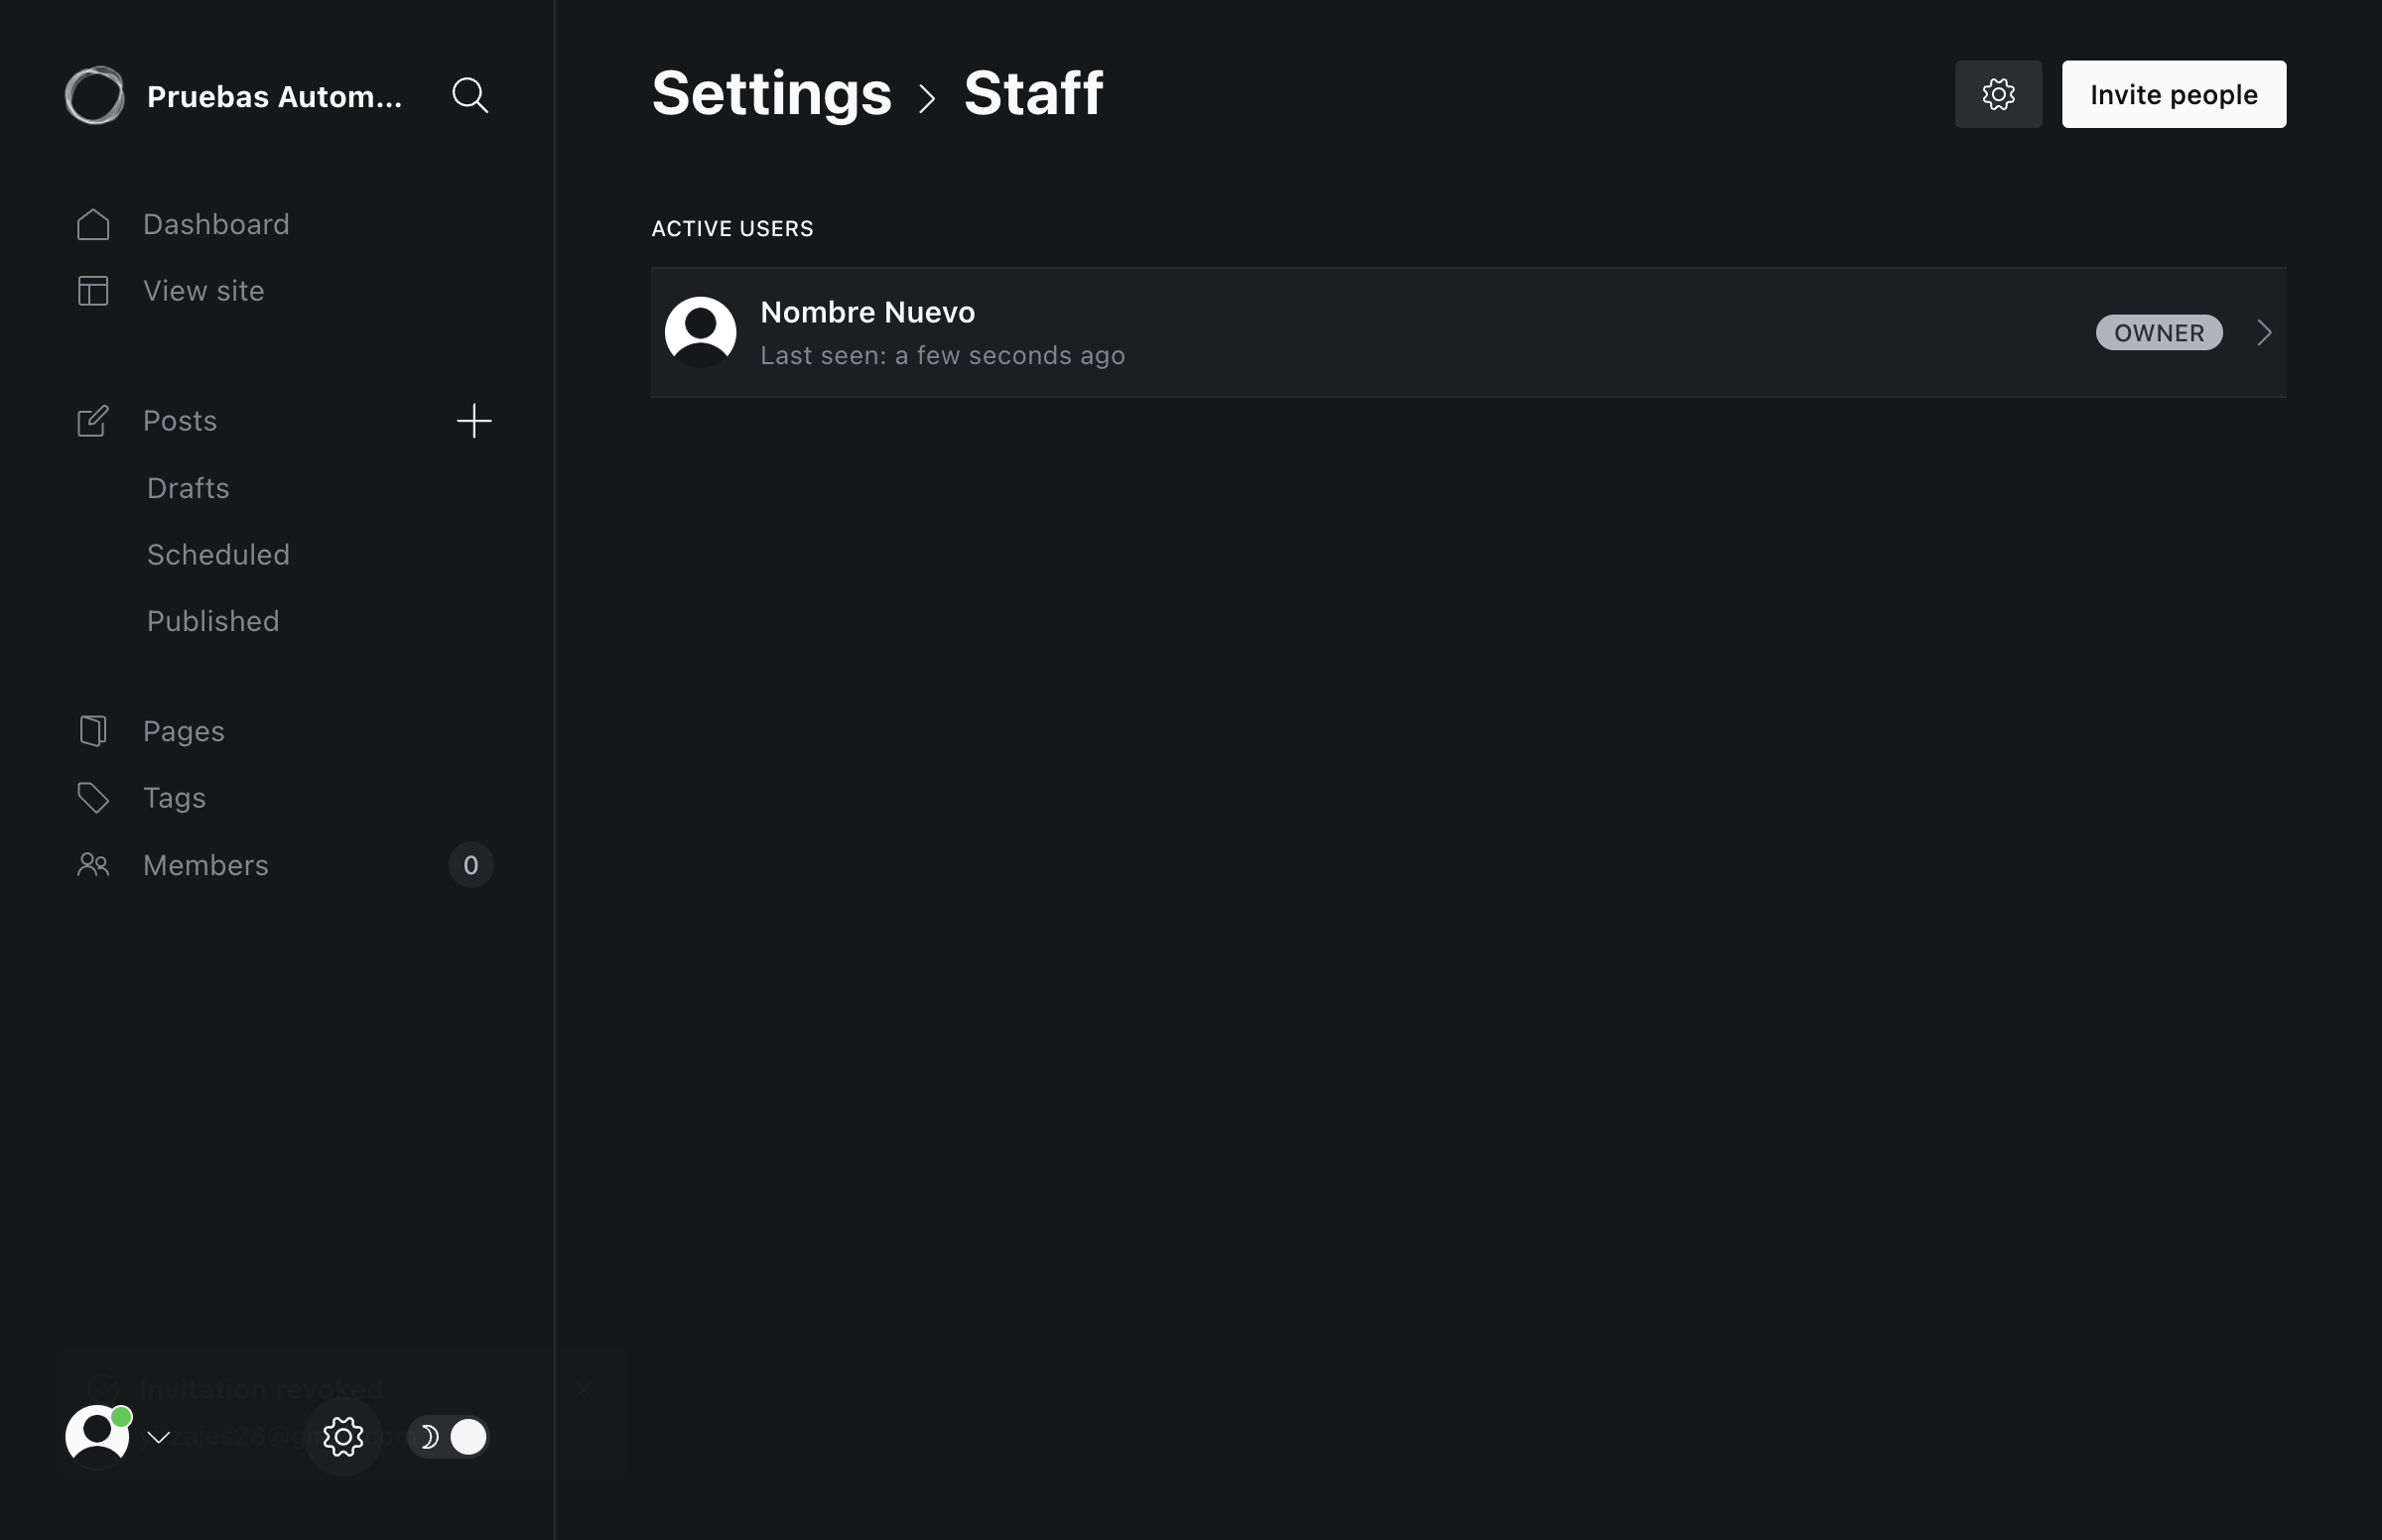 Pruebas Autom...
Dashboard
View site
Posts
Drafts
Scheduled
Published
Pages
Tags
Members
0
Settings > Staff
Invite people
ACTIVE USERS
Nombre Nuevo
Last seen: a few seconds ago
OWNER
Invitation revoked